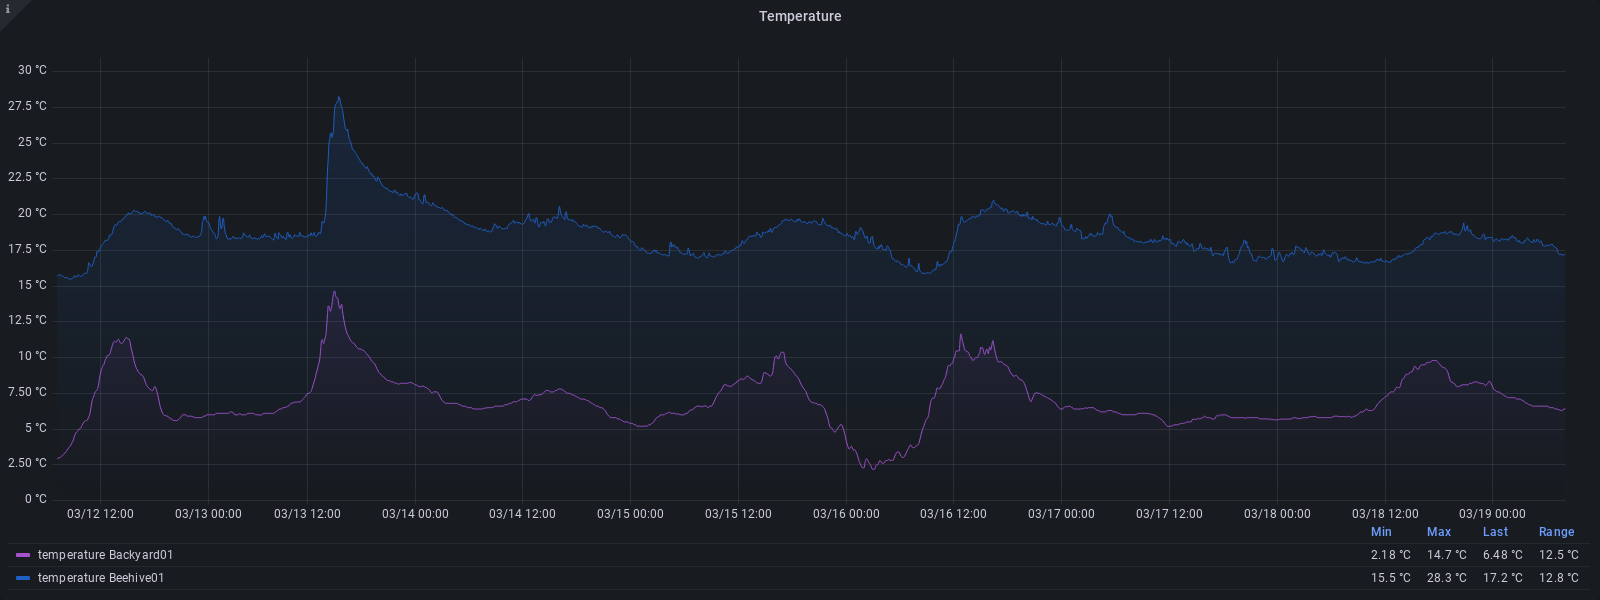 i
Temperature
30 °C
27.5 °C
25 °C
22.5 °C
20 °C
17.5 °C
15 °C
12.5 °C
10 °C
7.50 °C
5 °C
2.50 °C
0 °C
03/12 12:00 03/13 00:00 03/13 12:00 03/14 00:00 03/14 12:00 03/15 00:00 03/15 12:00 03/16 00:00 03/16 12:00 03/17 00:00 03/17 12:00 03/18 00:00 03/18 12:00 03/19 00:00
Min Max Last Range
temperature Backyard01 2.18 °C 14.7 °C 6.48 °C 12.5 °C
temperature Beehive01 15.5 °C 28.3 °C 17.2 °C 12.8 °C